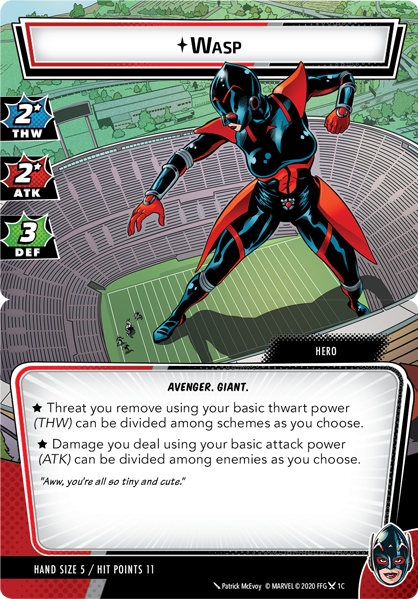 WASP
2★
THW
2★
ATK
3
DEF
HERO
AVENGER. GIANT.
★ Threat you remove using your basic thwart power
(THW) can be divided among schemes as you choose.
★ Damage you deal using your basic attack power
(ATK) can be divided among enemies as you choose.
"Aww, you're all so tiny and cute."
HAND SIZE 5 / HIT POINTS 11
Patrick McEvoy © MARVEL © 2020 FFG 1C